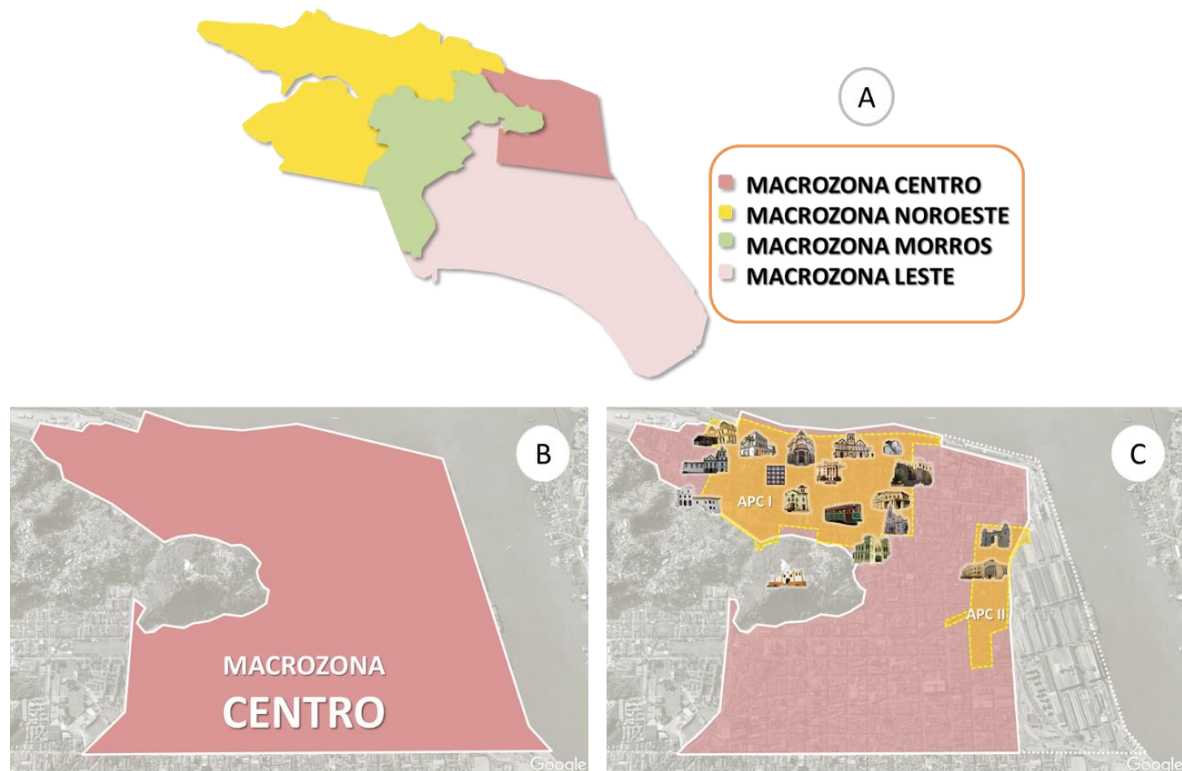 A
MACROZONA CENTRO
MACROZONA NOROESTE
MACROZONA MORROS
MACROZONA LESTE
B
MACROZONA
CENTRO
Google
C
APC I
APC II
Google